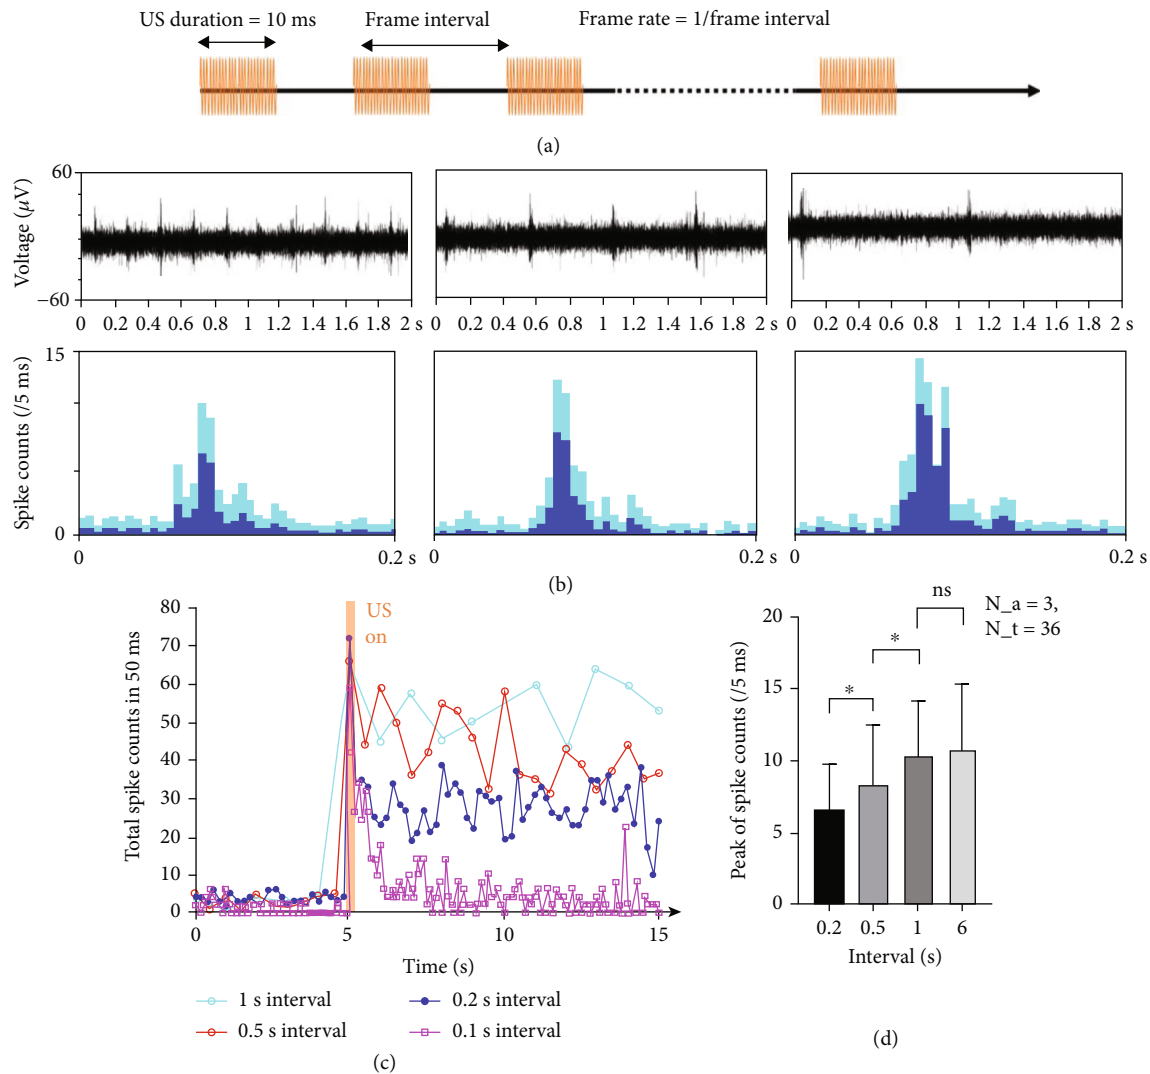 US duration = 10 ms
Frame interval
Frame rate = 1/frame interval
(a)
Voltage (μV)
60
−60
0 0.2 0.4 0.6 0.8 1 1.2 1.4 1.6 1.8 2 s
0 0.2 0.4 0.6 0.8 1 1.2 1.4 1.6 1.8 2 s
0 0.2 0.4 0.6 0.8 1 1.2 1.4 1.6 1.8 2 s
Spike counts (/5 ms)
15
0
0 0.2 s
0 0.2 s
0 0.2 s
(b)
Total spike counts in 50 ms
80
70
60
50
40
30
20
10
0
US
on
0 5 10 15
Time (s)
1 s interval
0.2 s interval
0.5 s interval
0.1 s interval
(c)
Peak of spike counts (/5 ms)
20
15
10
5
0
*
*
ns
N_a = 3,
N_t = 36
0.2 0.5 1 6
Interval (s)
(d)